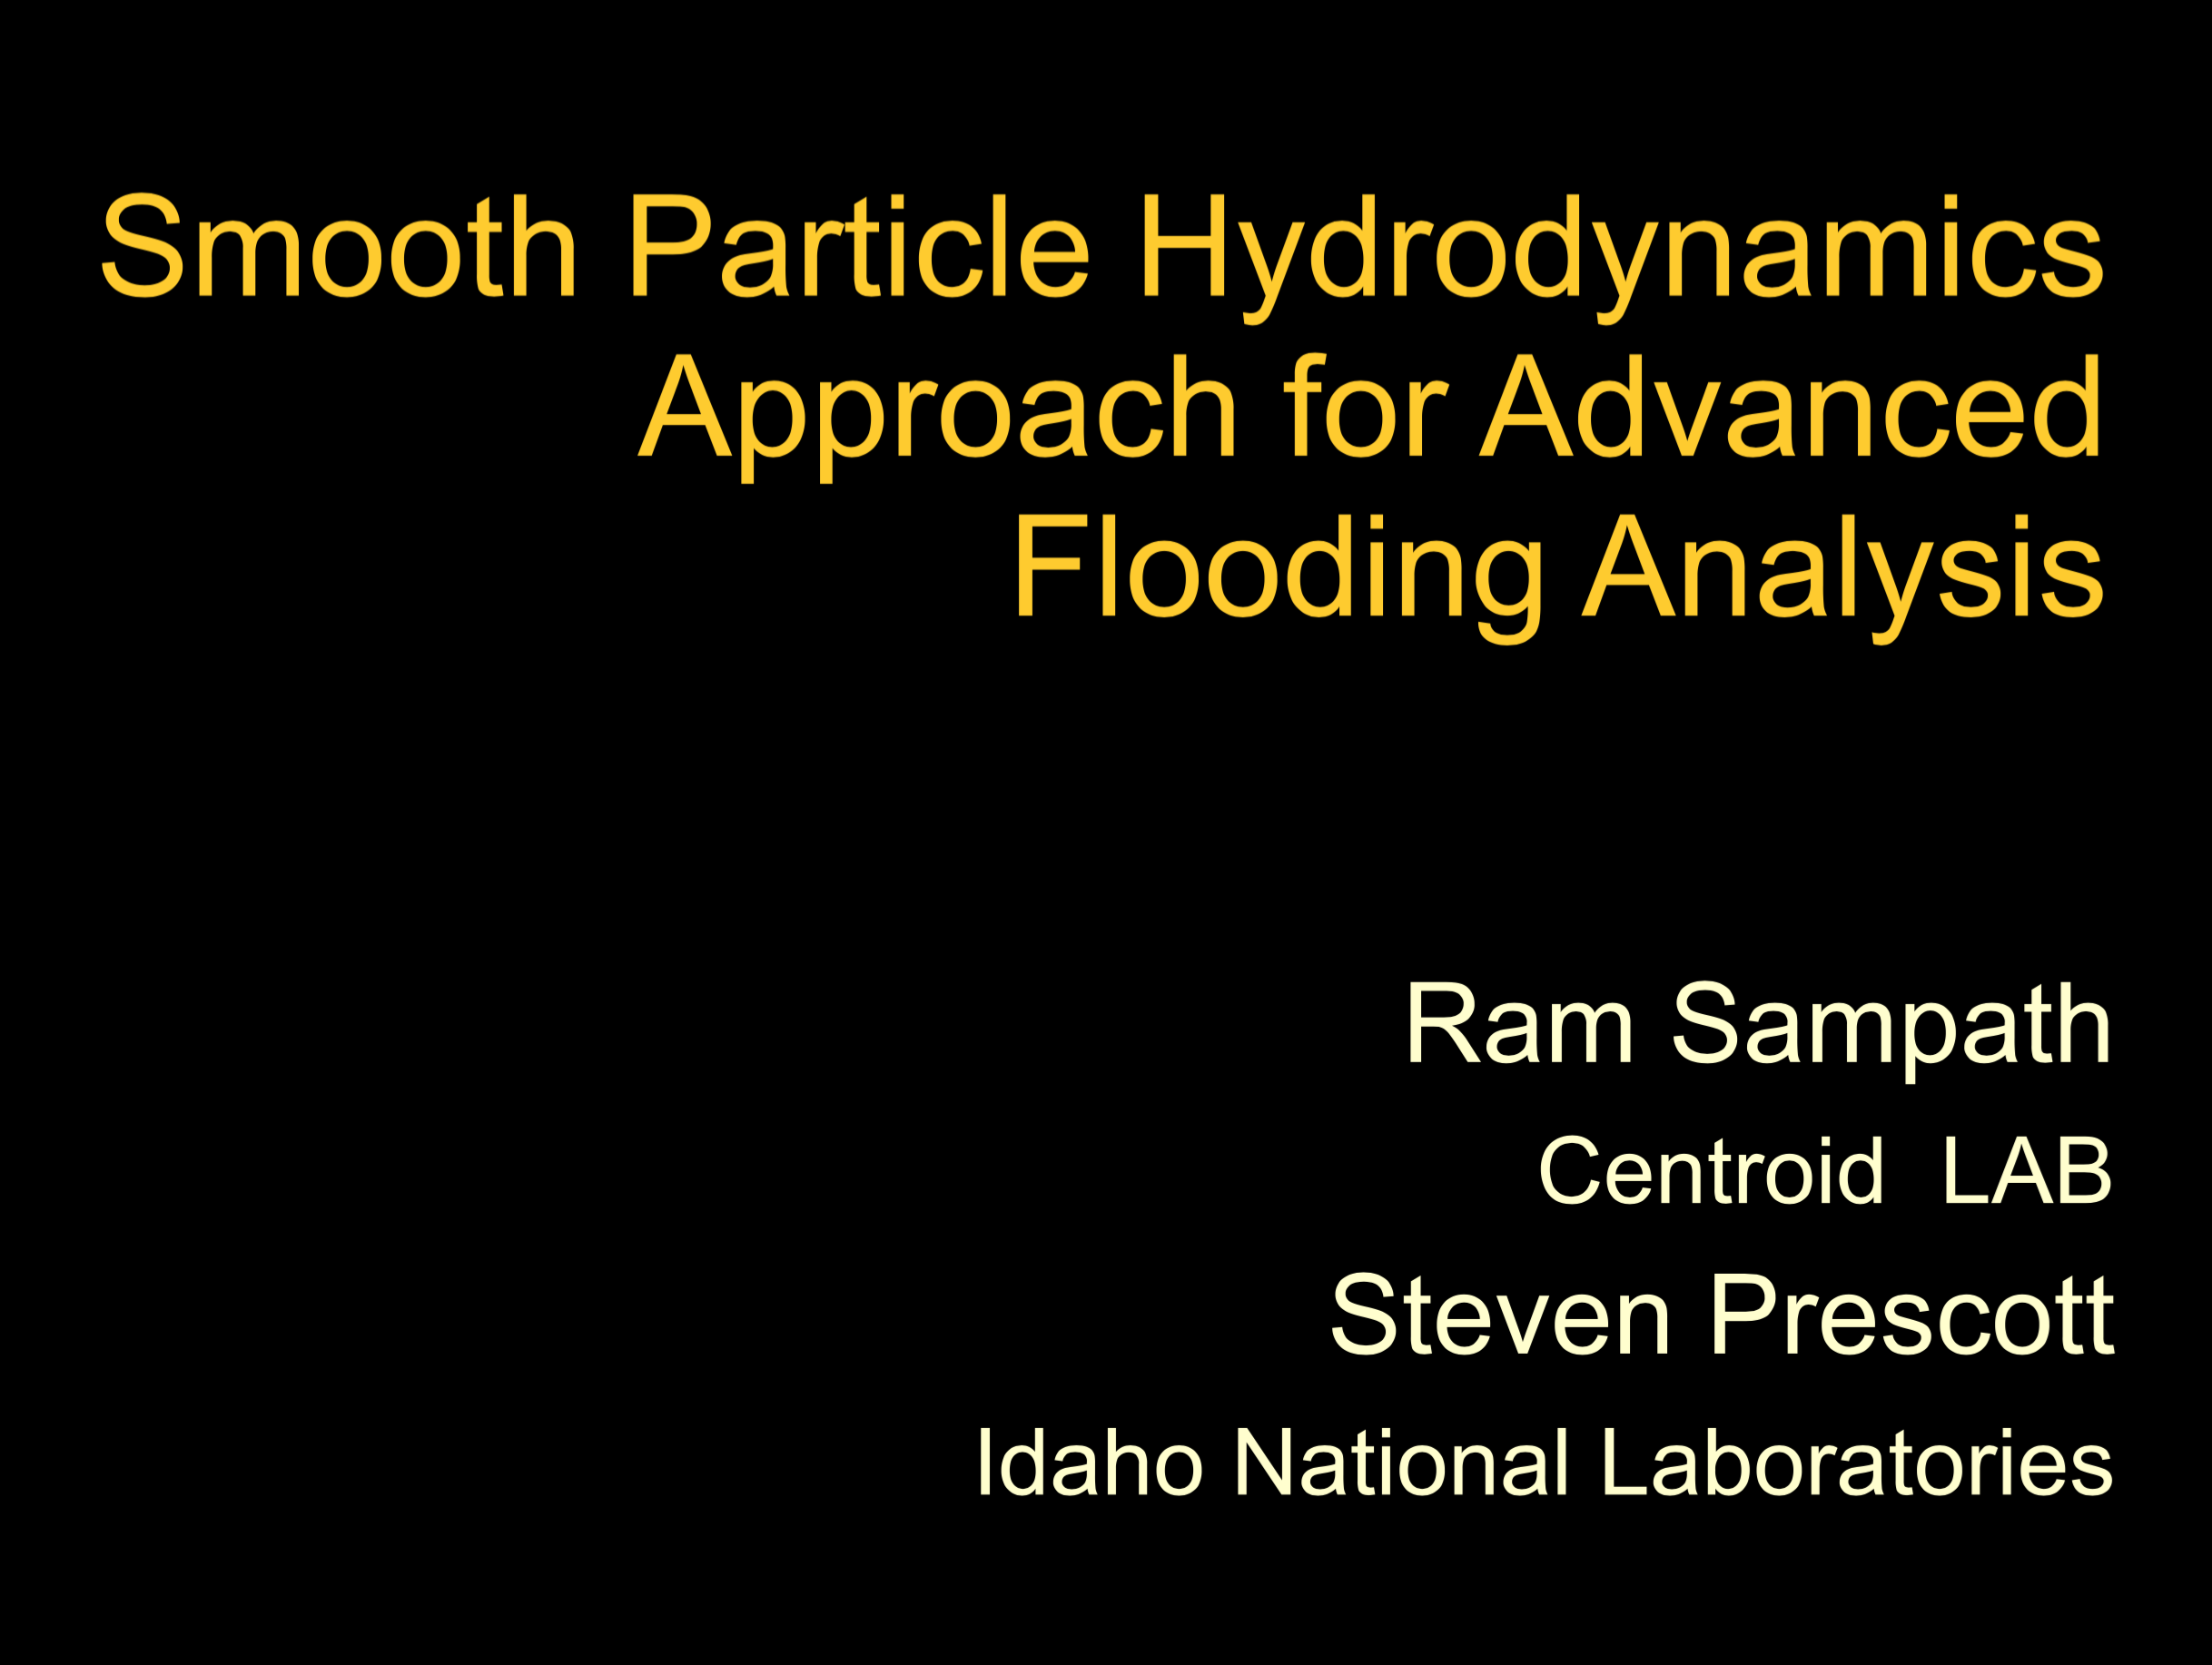 Smooth Particle Hydrodynamics
Approach for Advanced
Flooding Analysis
Ram Sampath
Centroid LAB
Steven Prescott
Idaho National Laboratories